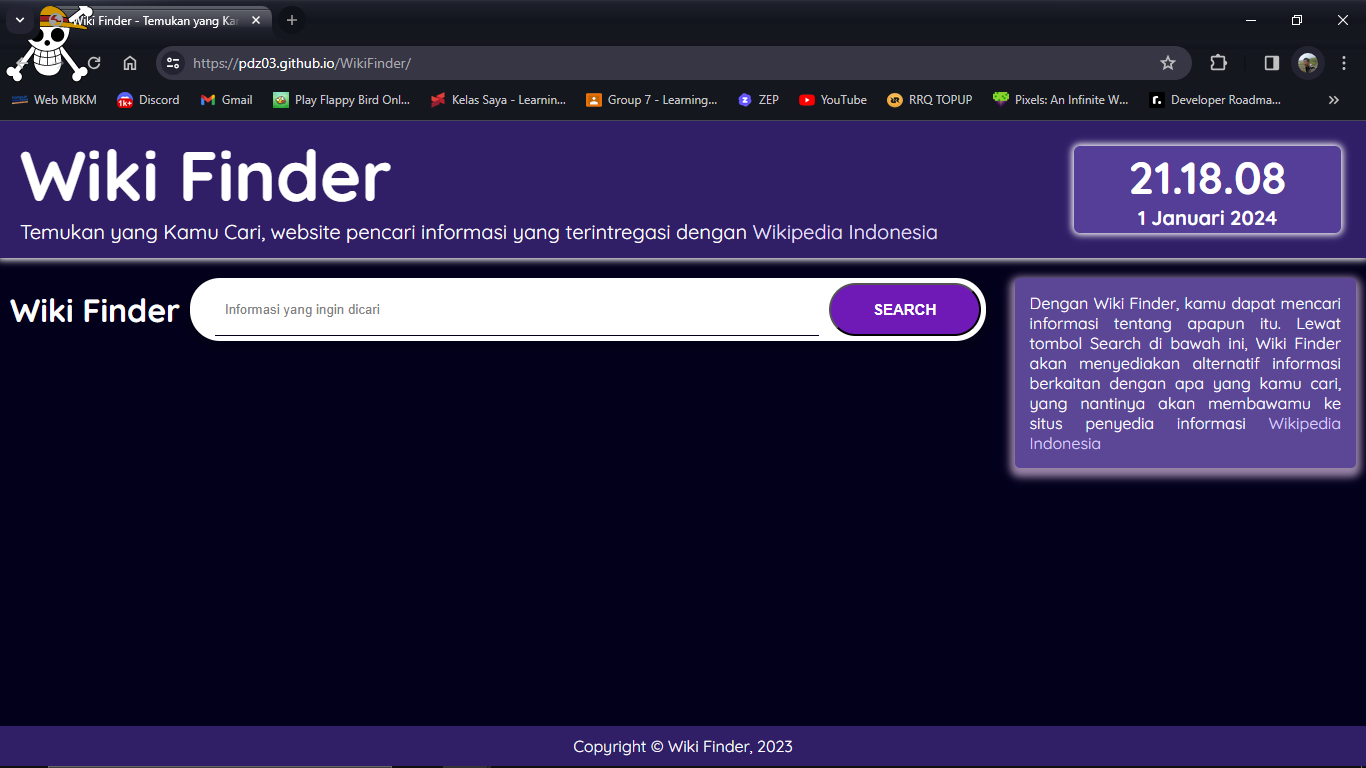 Wiki Finder - Temukan yang Ka
https://pdz03.github.io/WikiFinder/
Web MBKM
1k+
Discord
Gmail
Play Flappy Bird Onl...
Kelas Saya - Learnin...
Group 7 - Learning...
ZEP
YouTube
RRQ TOPUP
Pixels: An Infinite W...
r.
Developer Roadma...
Wiki Finder
Temukan yang Kamu Cari, website pencari informasi yang terintregasi dengan Wikipedia Indonesia
21.18.08
1 Januari 2024
Wiki Finder
Informasi yang ingin dicari
SEARCH
Dengan Wiki Finder, kamu dapat mencari
informasi tentang apapun itu. Lewat
tombol Search di bawah ini, Wiki Finder
akan menyediakan alternatif informasi
berkaitan dengan apa yang kamu cari,
yang nantinya akan membawamu ke
situs penyedia informasi Wikipedia
Indonesia
Copyright © Wiki Finder, 2023